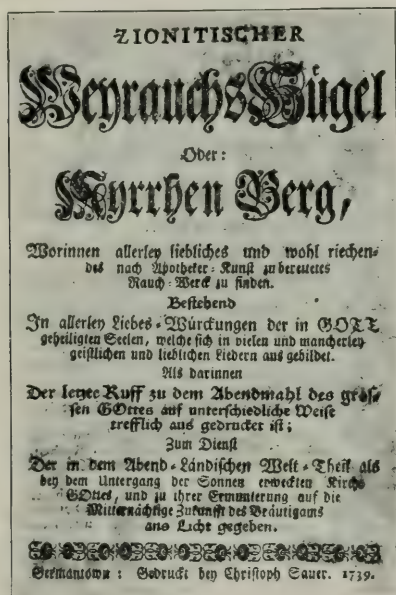 ZIONITISCHER
Weyrauchs Hügel
Oder:
Myrrhen Berg,
Worinnen allerley liebliches und wohl riechen-
des nach Apotheker-Kunst zu bereitetes
Rauch-Werck zu finden.
Bestehend
In allerley Liebes-Würckungen der in GOTT
geheiligten Seelen, welche sich in vielen und mancherley
geistlichen und lieblichen Liedern aus gebildet.
Als darinnen
Der letzte Ruff zu dem Abendmahl des gros-
sen GOttes auf unterschiedliche Weise
trefflich aus gedrucket ist;
Zum Dienst
Der in dem Abend-Ländischen Welt-Theil als
bey dem Untergang der Sonnen erweckten Kirche
GOttes, und zu ihrer Ermunterung auf die
Mitternächtige Zukunfft des Bräutigams
ans Licht gegeben.
Germantown: Gedruckt bey Christoph Sauer. 1739.